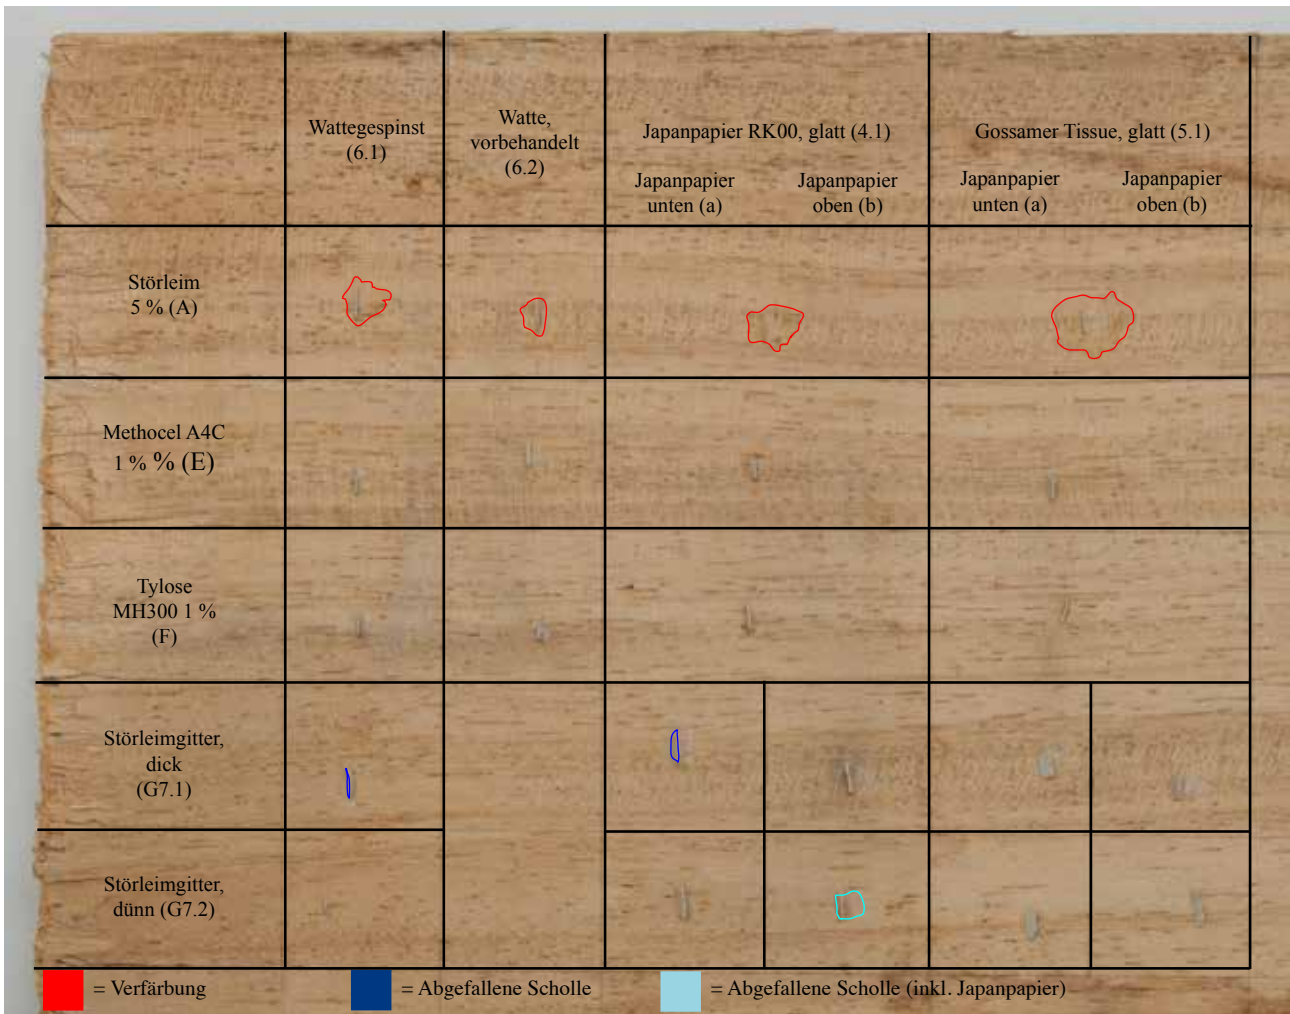 Wattegespinst
(6.1)
Watte,
vorbehandelt
(6.2)
Japanpapier RK00, glatt (4.1)
Japanpapier
unten (a)
Japanpapier
oben (b)
Gossamer Tissue, glatt (5.1)
Japanpapier
unten (a)
Japanpapier
oben (b)
Störleim
5 % (A)
Methocel A4C
1 % % (E)
Tylose
MH300 1 %
(F)
Störleimgitter,
dick
(G7.1)
Störleimgitter,
dünn (G7.2)
= Verfärbung
= Abgefallene Scholle
= Abgefallene Scholle (inkl. Japanpapier)